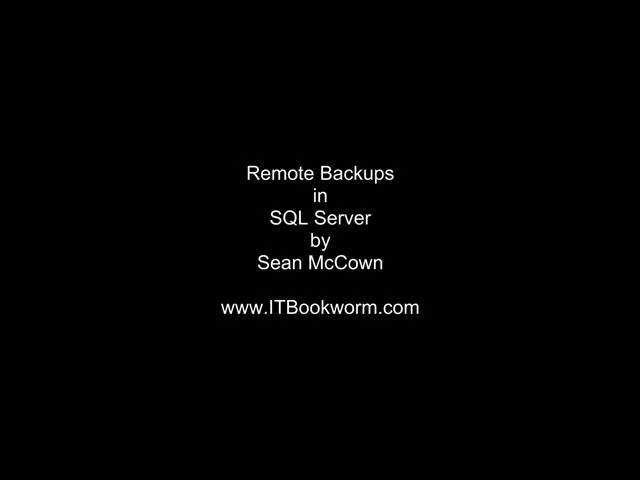 Remote Backups
in
SQL Server
by
Sean McCown
www.ITBookworm.com